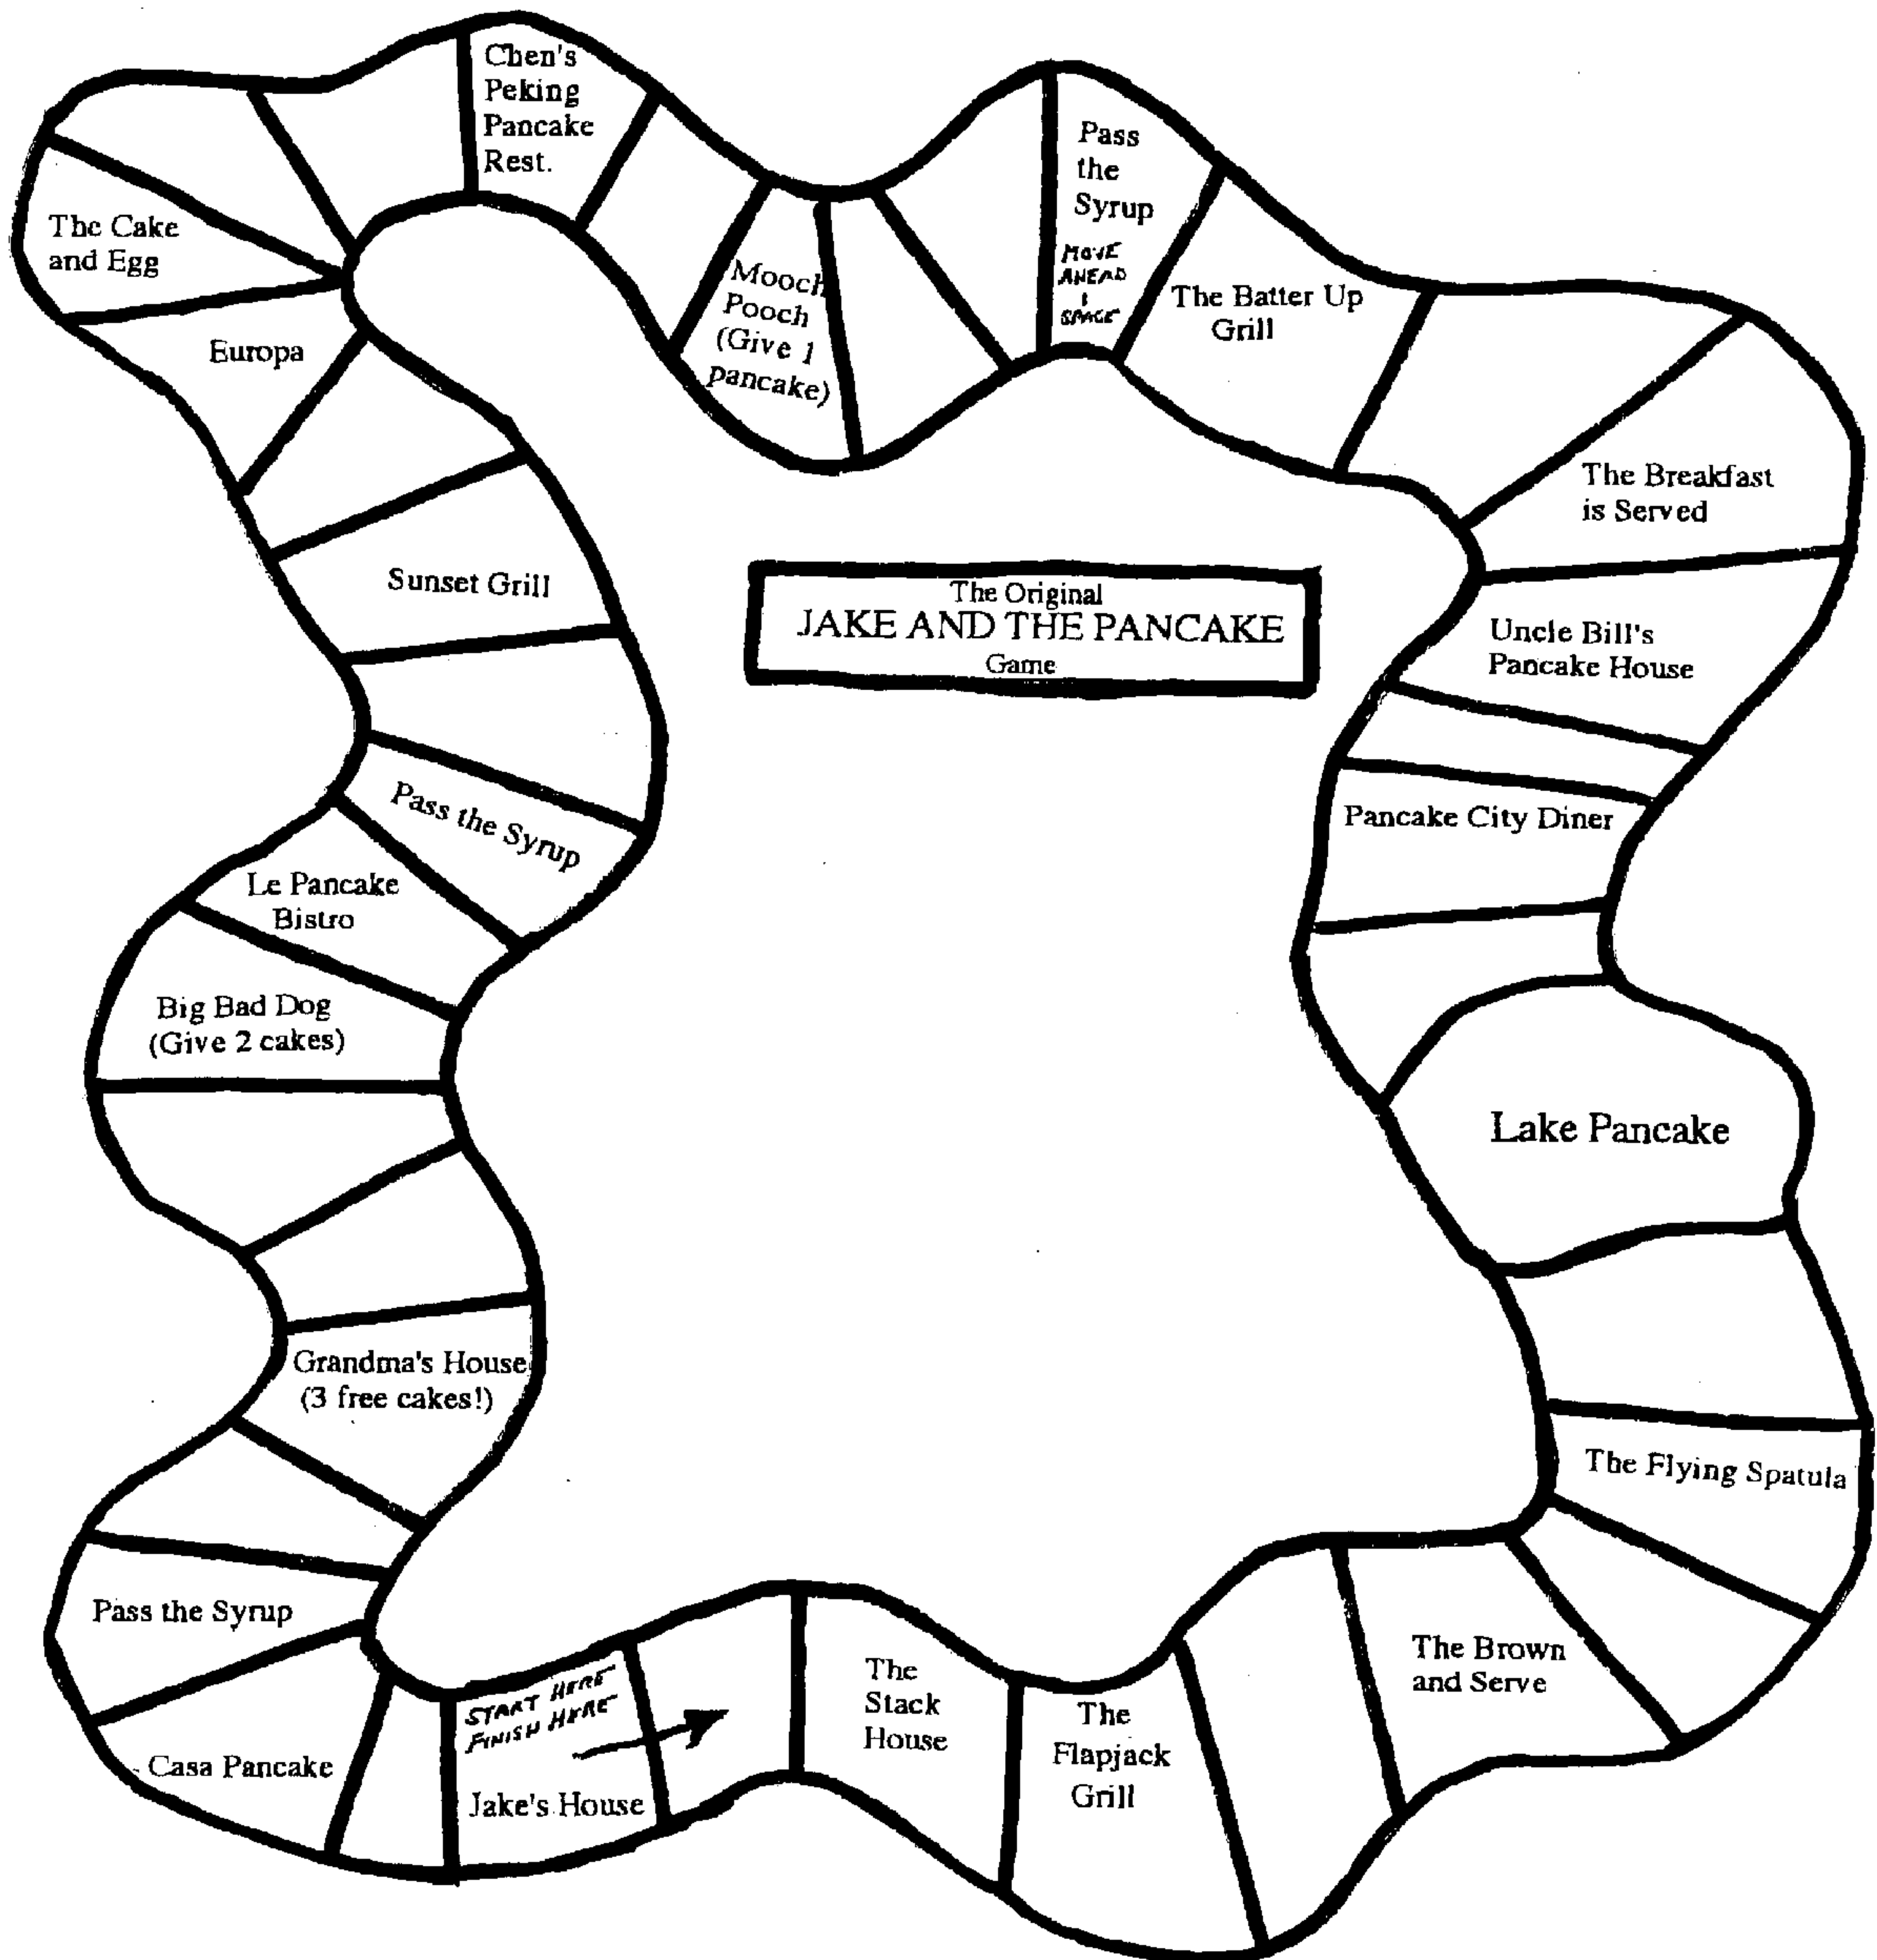 Chen's
Peking
Pancake
Rest.
Pass
the
Syrup
MOVE
AHEAD
1
SPACE
The Cake
and Egg
Mooch
Pooch
(Give 1
pancake)
The Batter Up
Grill
Europa
The Breakfast
is Served
Sunset Grill
The Original
JAKE AND THE PANCAKE
Game
Uncle Bill's
Pancake House
Pass the Syrup
Pancake City Diner
Le Pancake
Bistro
Big Bad Dog
(Give 2 cakes)
Lake Pancake
Grandma's House
(3 free cakes!)
The Flying Spatula
Pass the Syrup
The Brown
and Serve
START HERE
FINISH HERE
The
Stack
House
The
Flapjack
Grill
Casa Pancake
Jake's House